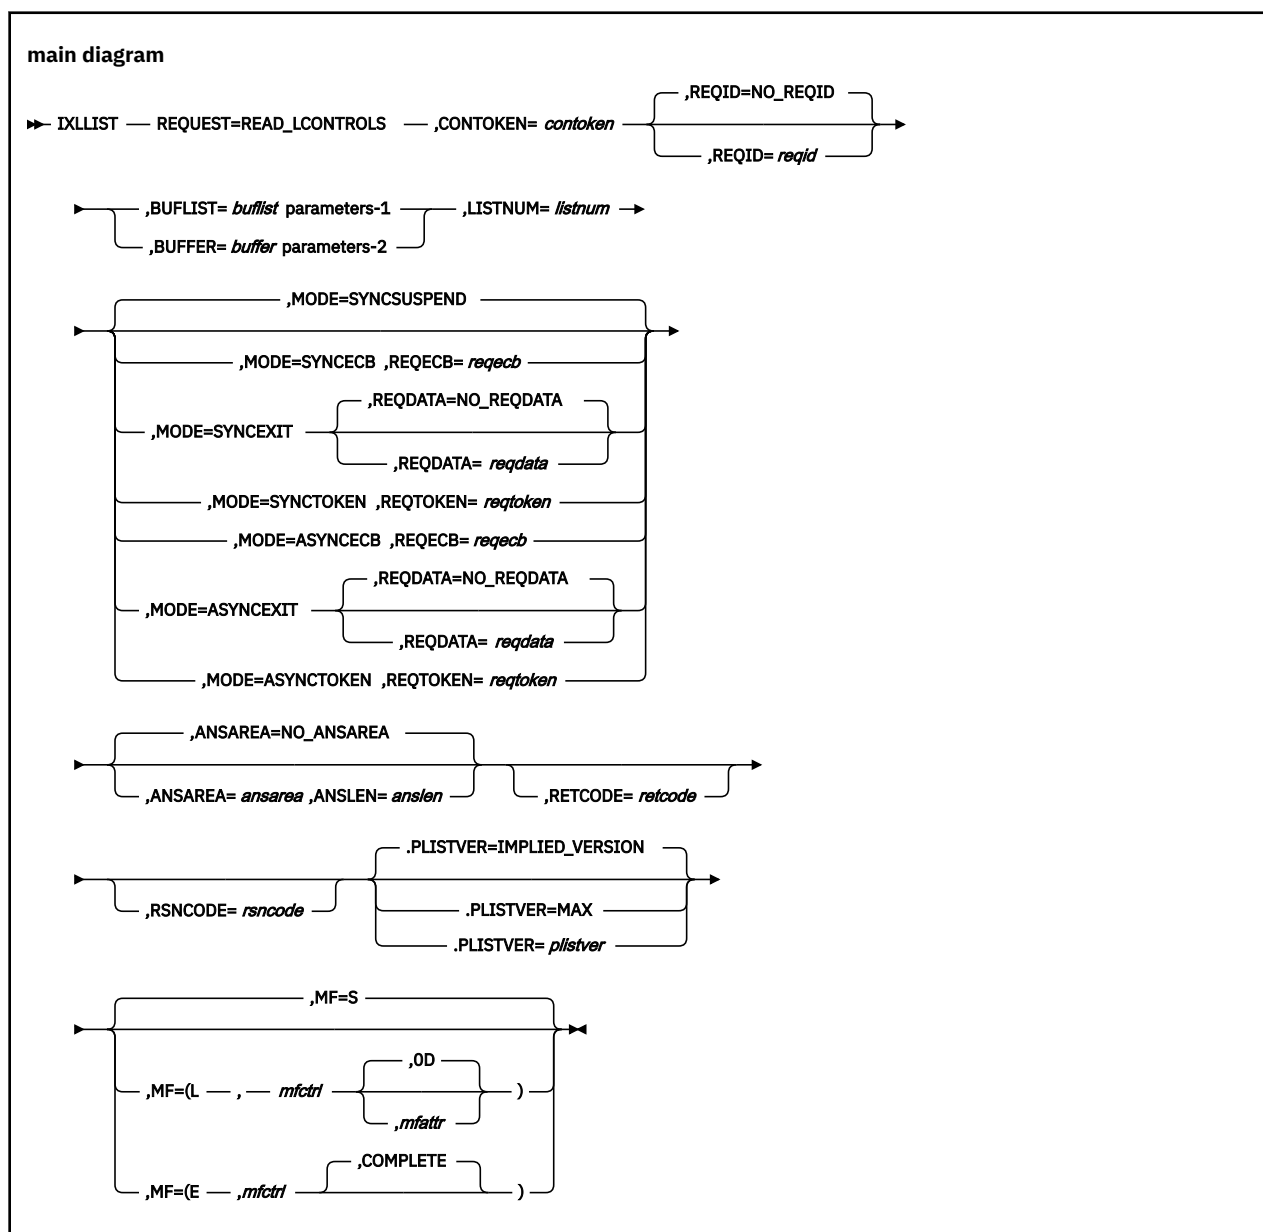 main diagram
,REQID=NO_REQID
IXLLIST REQUEST=READ_LCONTROLS ,CONTOKEN= contoken
,REQID= reqid
,BUFLIST= buflist parameters-1 ,LISTNUM= listnum
,BUFFER= buffer parameters-2
,MODE=SYNCSUSPEND
,MODE=SYNCECB ,REQECB= reqecb
,REQDATA=NO_REQDATA
,MODE=SYNCEXIT
,REQDATA= reqdata
,MODE=SYNCTOKEN ,REQTOKEN= reqtoken
,MODE=ASYNCECB ,REQECB= reqecb
,REQDATA=NO_REQDATA
,MODE=ASYNCEXIT
,REQDATA= reqdata
,MODE=ASYNCTOKEN ,REQTOKEN= reqtoken
,ANSAREA=NO_ANSAREA
,ANSAREA= ansarea ,ANSLEN= anslen ,RETCODE= retcode
.PLISTVER=IMPLIED_VERSION
,RSNCODE= rsncode .PLISTVER=MAX
.PLISTVER= plistver
,MF=S
,0D
,MF=(L , mfctrl )
,mfattr
,COMPLETE
,MF=(E ,mfctrl )